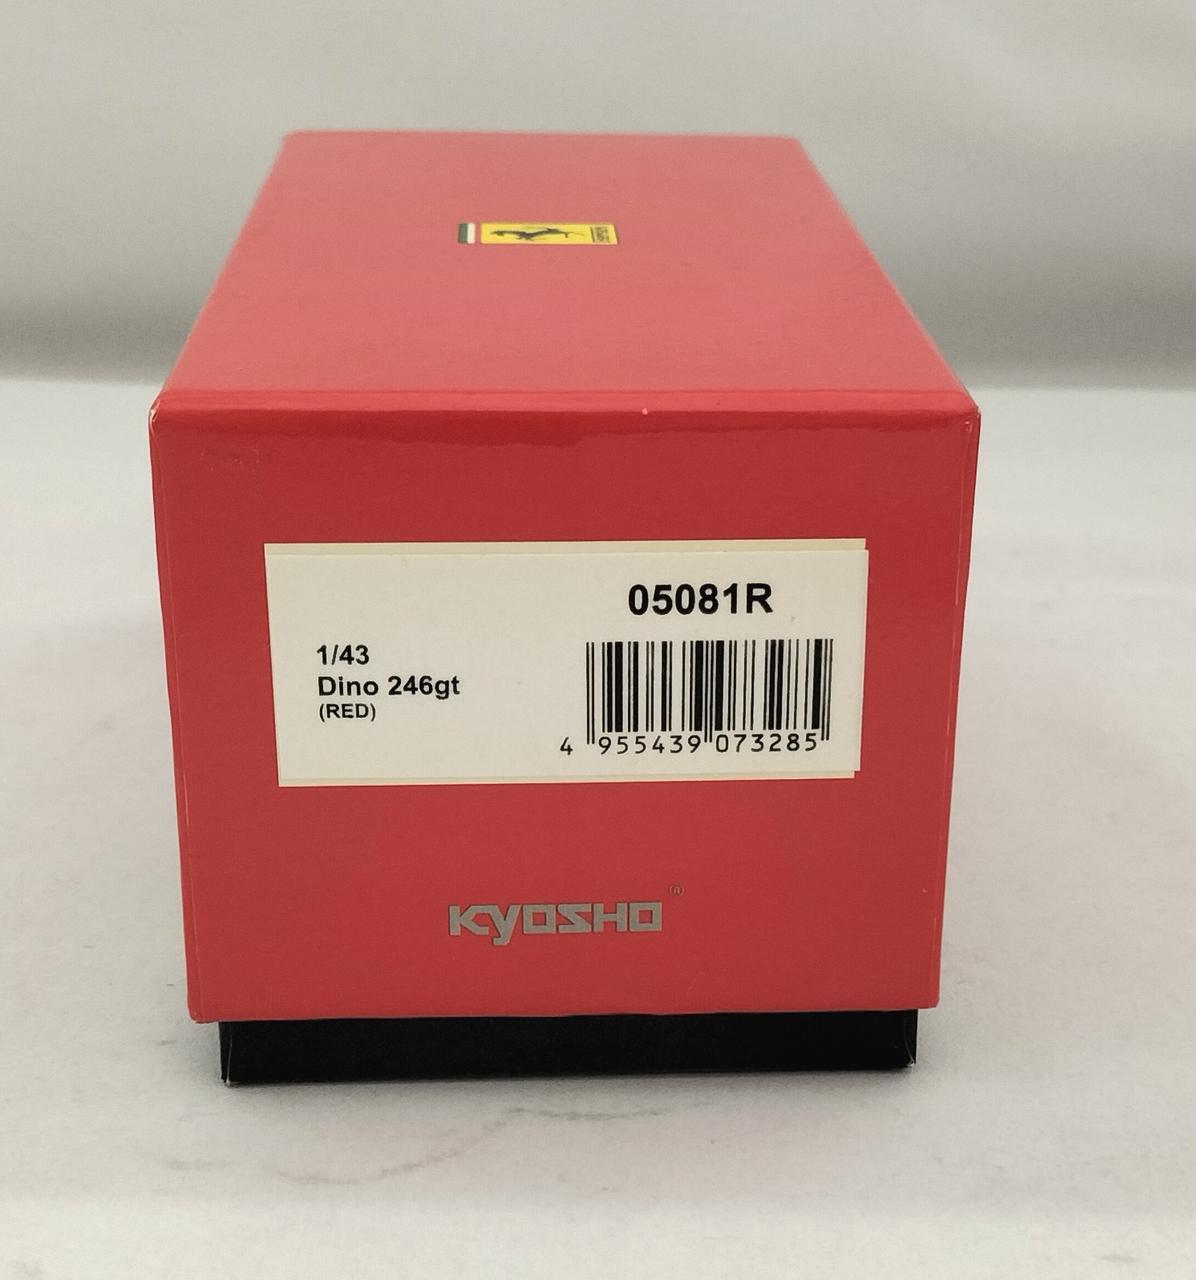 05081R
1/43
Dino 246gt
(RED)
4 955439 073285
KYOSHO®